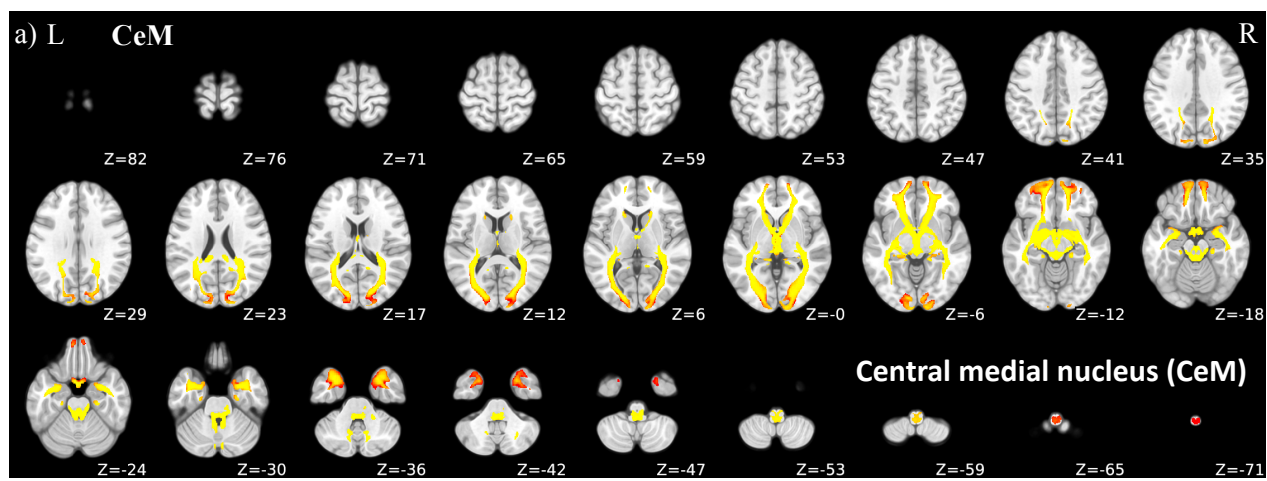 a) L CeM R
Z=82 Z=76 Z=71 Z=65 Z=59 Z=53 Z=47 Z=41 Z=35
Z=29 Z=23 Z=17 Z=12 Z=6 Z=-0 Z=-6 Z=-12 Z=-18
Central medial nucleus (CeM)
Z=-24 Z=-30 Z=-36 Z=-42 Z=-47 Z=-53 Z=-59 Z=-65 Z=-71